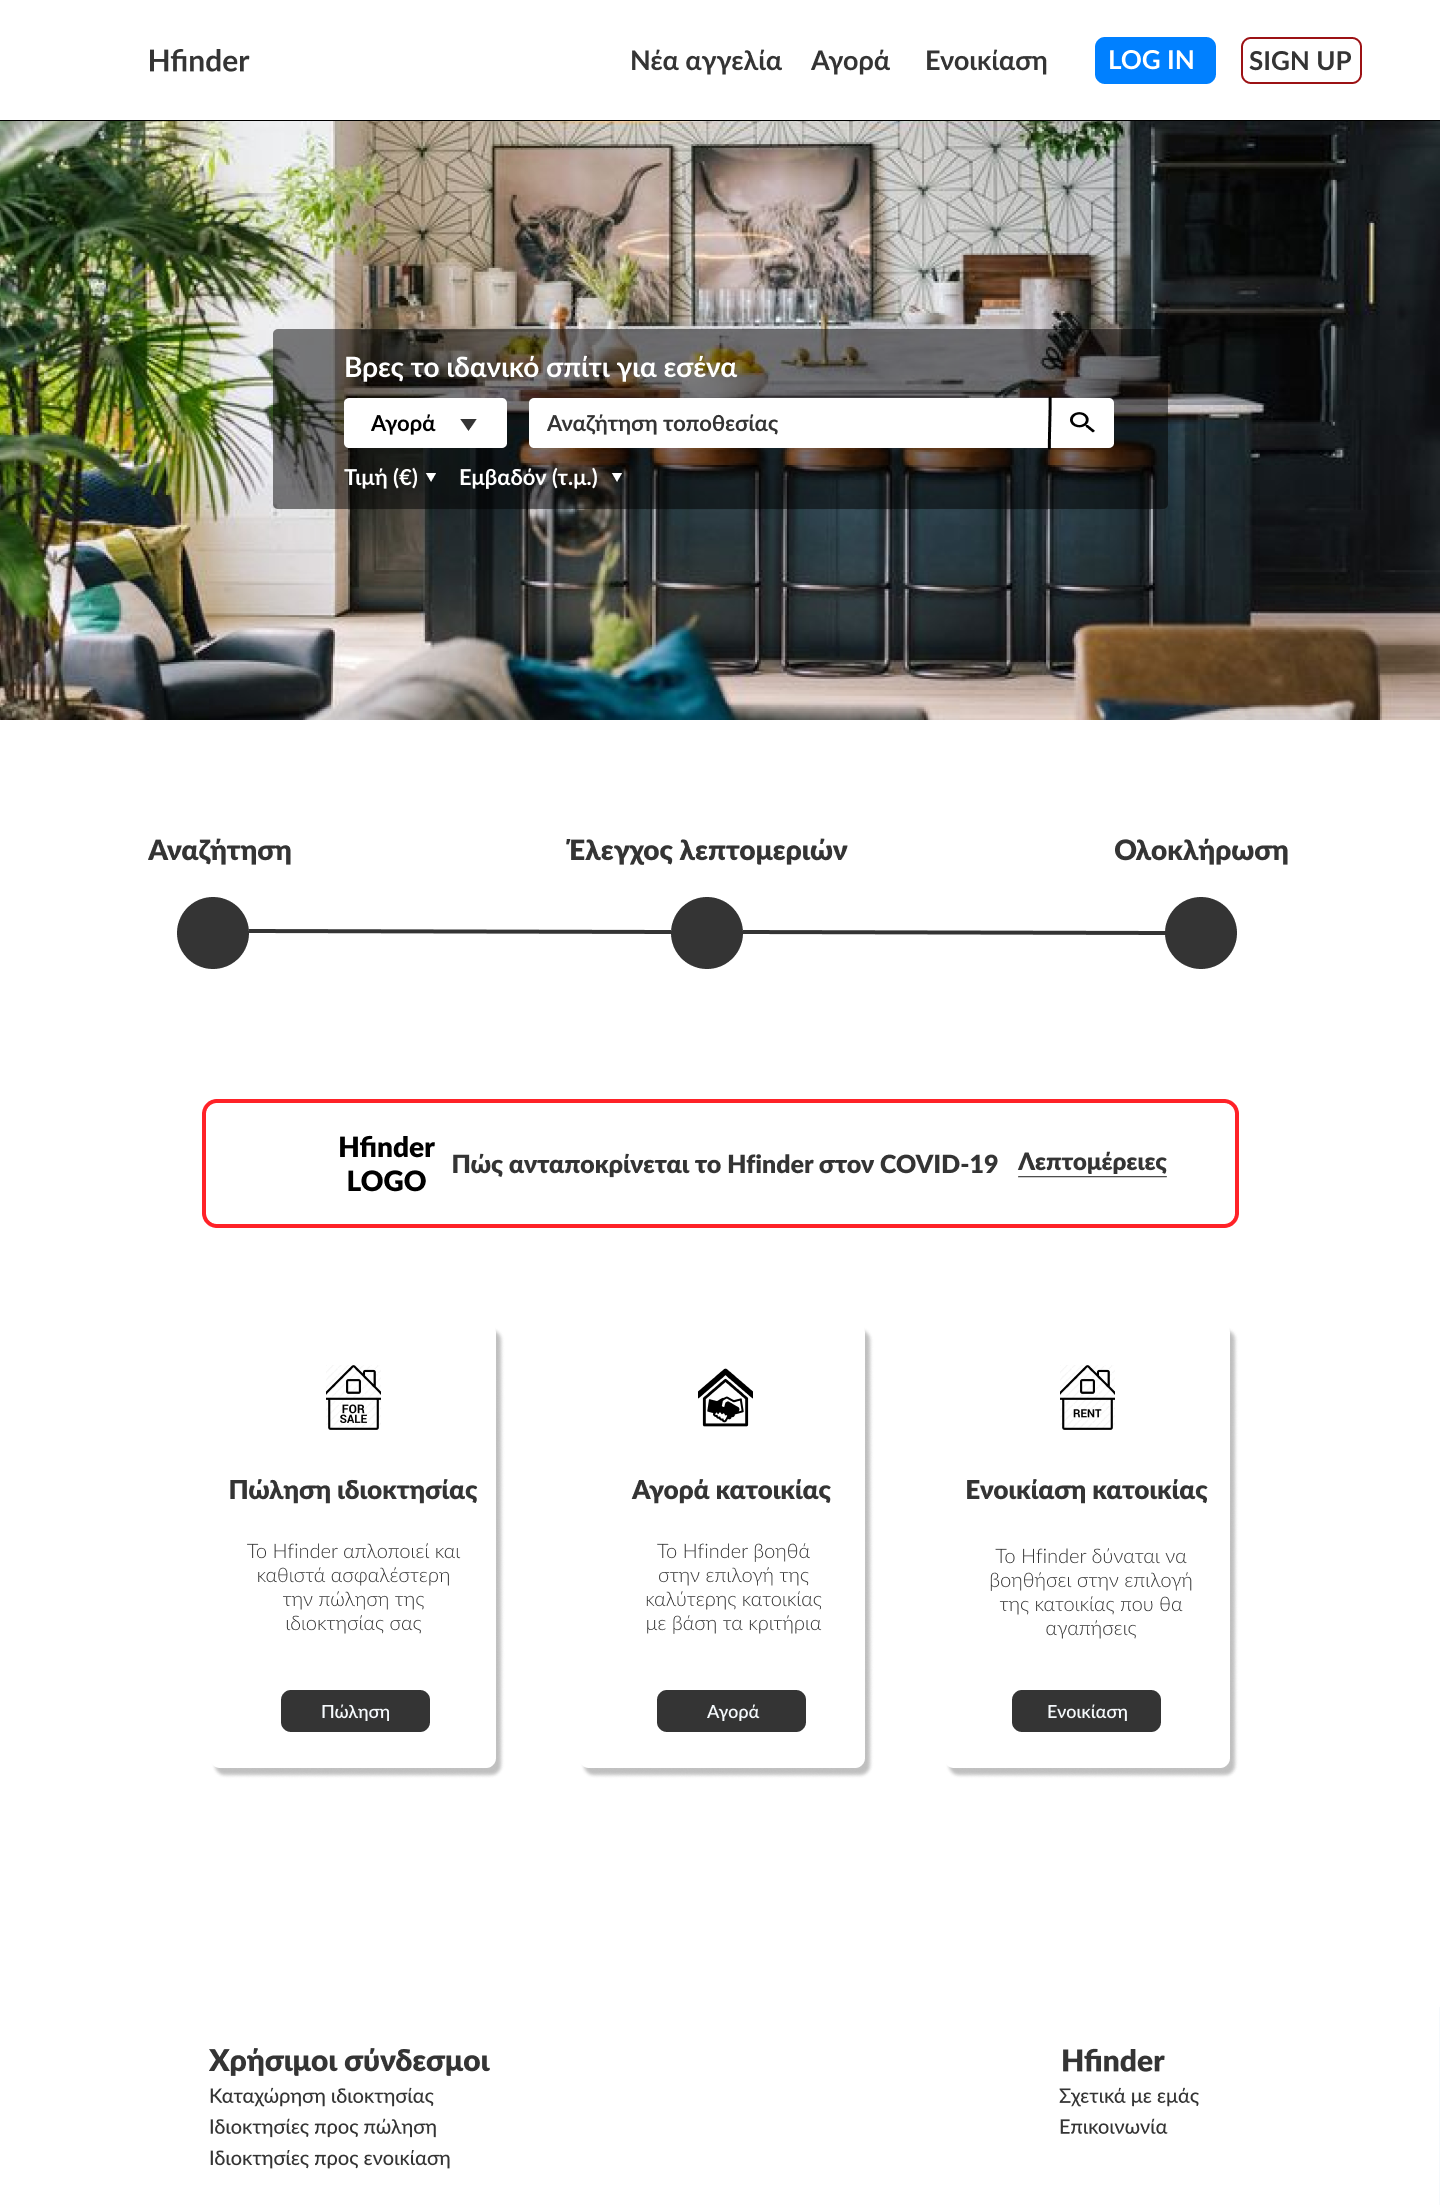 Hfinder
Νέα αγγελία
Αγορά
Ενοικίαση
LOG IN
SIGN UP
Βρες το ιδανικό σπίτι για εσένα
Αγορά
Αναζήτηση τοποθεσίας
Τιμή (€)
Εμβαδόν (τ.μ.)
Αναζήτηση
Έλεγχος λεπτομεριών
Ολοκλήρωση
Hfinder
LOGO
Πώς ανταποκρίνεται το Hfinder στον COVID-19
Λεπτομέρειες
FOR
SALE
Πώληση ιδιοκτησίας
Το Hfinder απλοποιεί και
καθιστά ασφαλέστερη
την πώληση της
ιδιοκτησίας σας
Πώληση
Αγορά κατοικίας
Το Hfinder βοηθά
στην επιλογή της
καλύτερης κατοικίας
με βάση τα κριτήρια
Αγορά
RENT
Ενοικίαση κατοικίας
Το Hfinder δύναται να
βοηθήσει στην επιλογή
της κατοικίας που θα
αγαπήσεις
Ενοικίαση
Χρήσιμοι σύνδεσμοι
Καταχώρηση ιδιοκτησίας
Ιδιοκτησίες προς πώληση
Ιδιοκτησίες προς ενοικίαση
Hfinder
Σχετικά με εμάς
Επικοινωνία